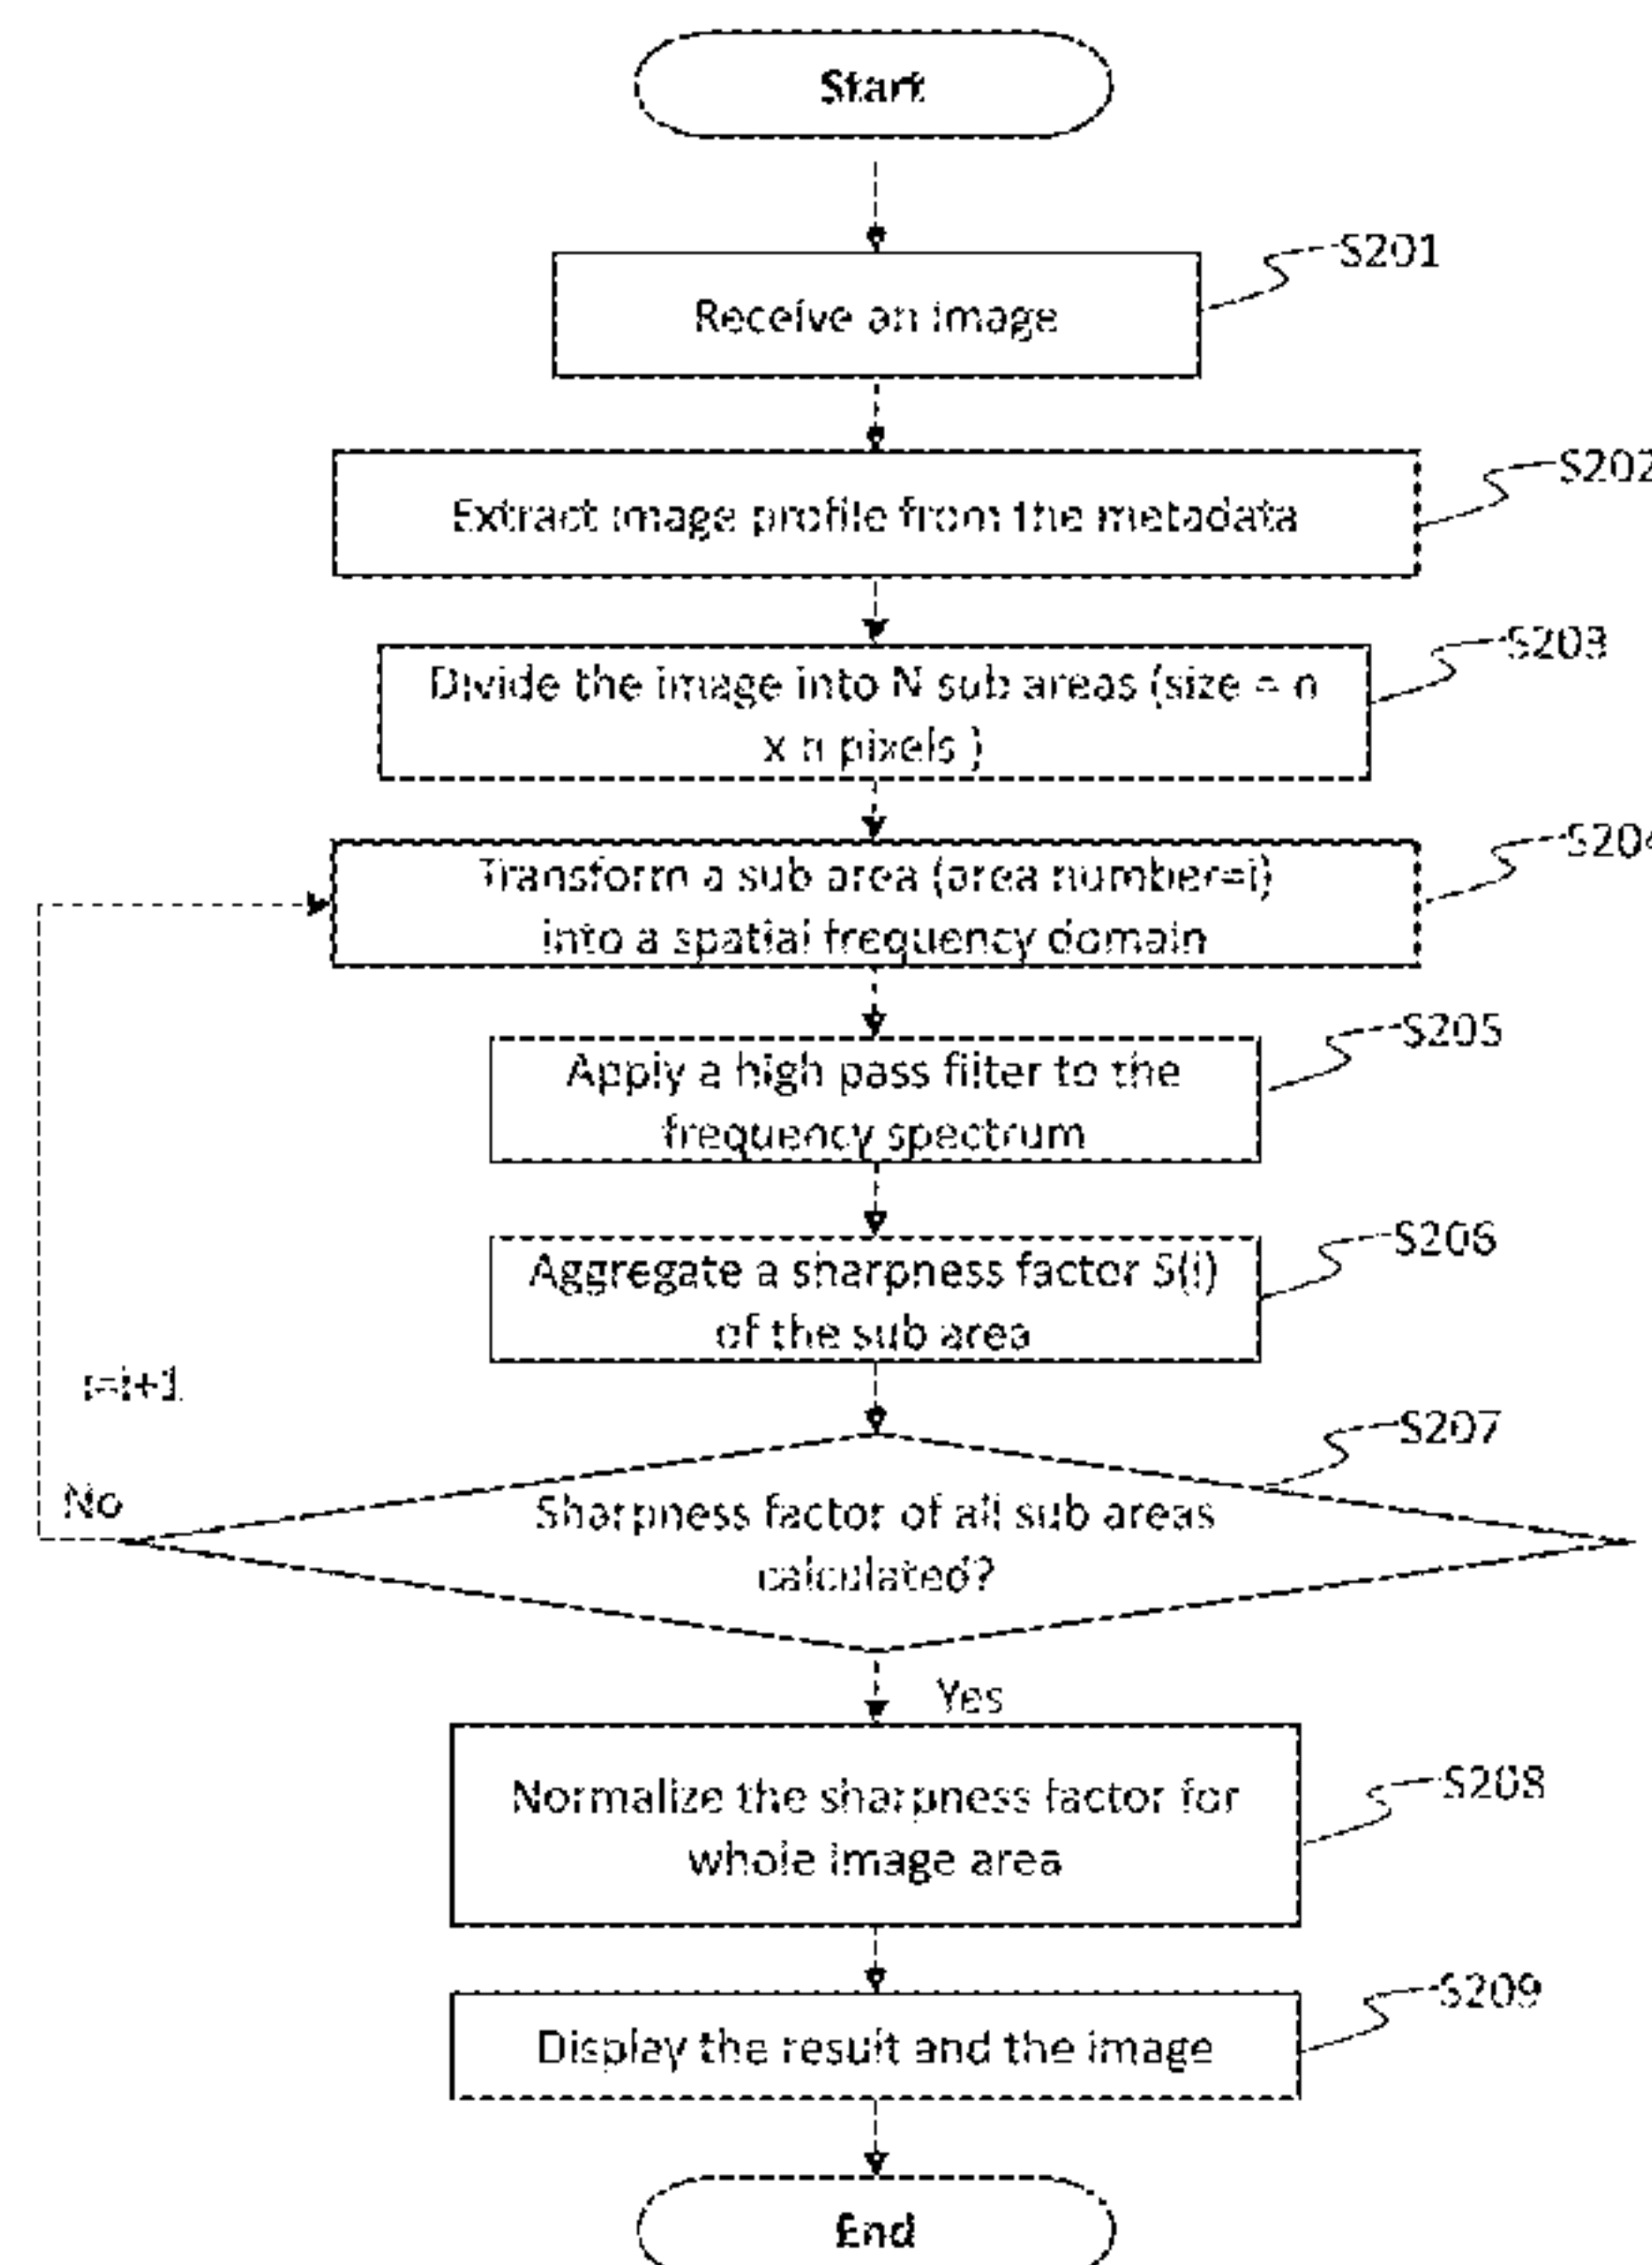 Start
S201
Receive an image
S202
Extract image profile from the metadata
S203
Divide the image into N sub areas (size = n
x n pixels )
S204
Transform a sub area (area number=i)
into a spatial frequency domain
S205
Apply a high pass filter to the
frequency spectrum
S206
Aggregate a sharpness factor S(i)
of the sub area
i=i+1
S207
No
Sharpness factor of all sub areas
calculated?
Yes
S208
Normalize the sharpness factor for
whole image area
S209
Display the result and the image
End